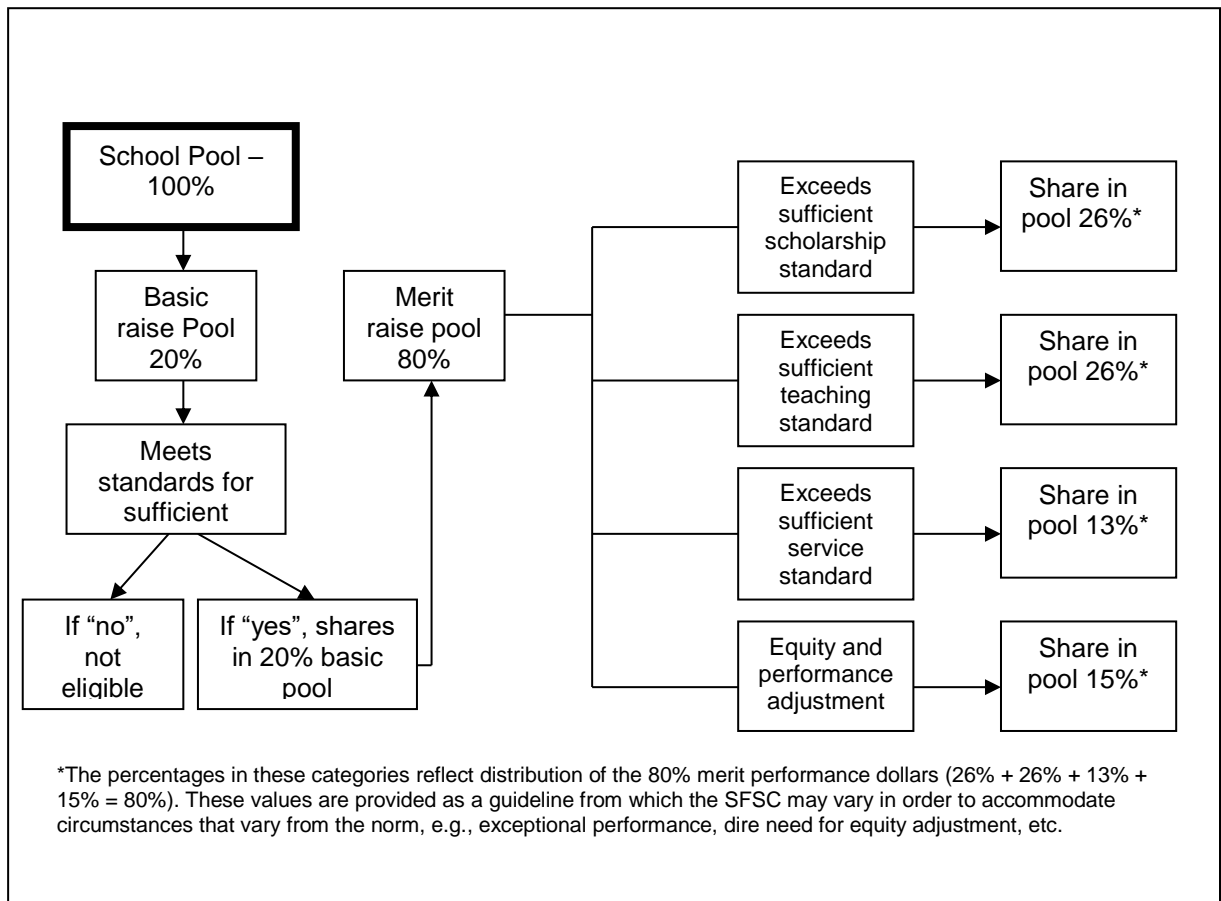 School Pool –
100%
Basic
raise Pool
20%
Meets
standards for
sufficient
If “no”,
not
eligible
If “yes”, shares
in 20% basic
pool
Merit
raise pool
80%
Exceeds
sufficient
scholarship
standard
Share in
pool 26%*
Exceeds
sufficient
teaching
standard
Share in
pool 26%*
Exceeds
sufficient
service
standard
Share in
pool 13%*
Equity and
performance
adjustment
Share in
pool 15%*
*The percentages in these categories reflect distribution of the 80% merit performance dollars (26% + 26% + 13% +
15% = 80%). These values are provided as a guideline from which the SFSC may vary in order to accommodate
circumstances that vary from the norm, e.g., exceptional performance, dire need for equity adjustment, etc.